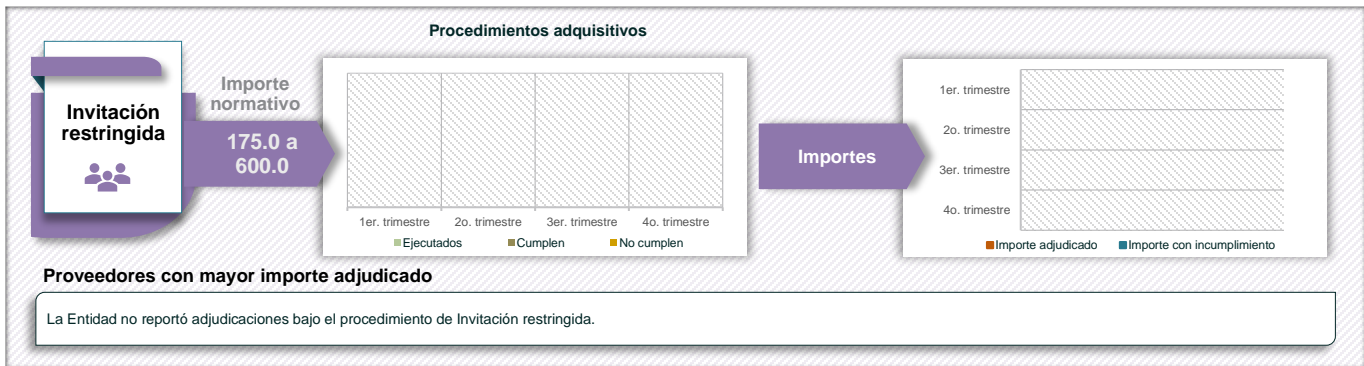 Procedimientos adquisitivos
Invitación
restringida
Importe
normativo
175.0 a
600.0
1er. trimestre
2o. trimestre
3er. trimestre
4o. trimestre
Ejecutados
Cumplen
No cumplen
Importes
1er. trimestre
2o. trimestre
3er. trimestre
4o. trimestre
Importe adjudicado
Importe con incumplimiento
Proveedores con mayor importe adjudicado
La Entidad no reportó adjudicaciones bajo el procedimiento de Invitación restringida.